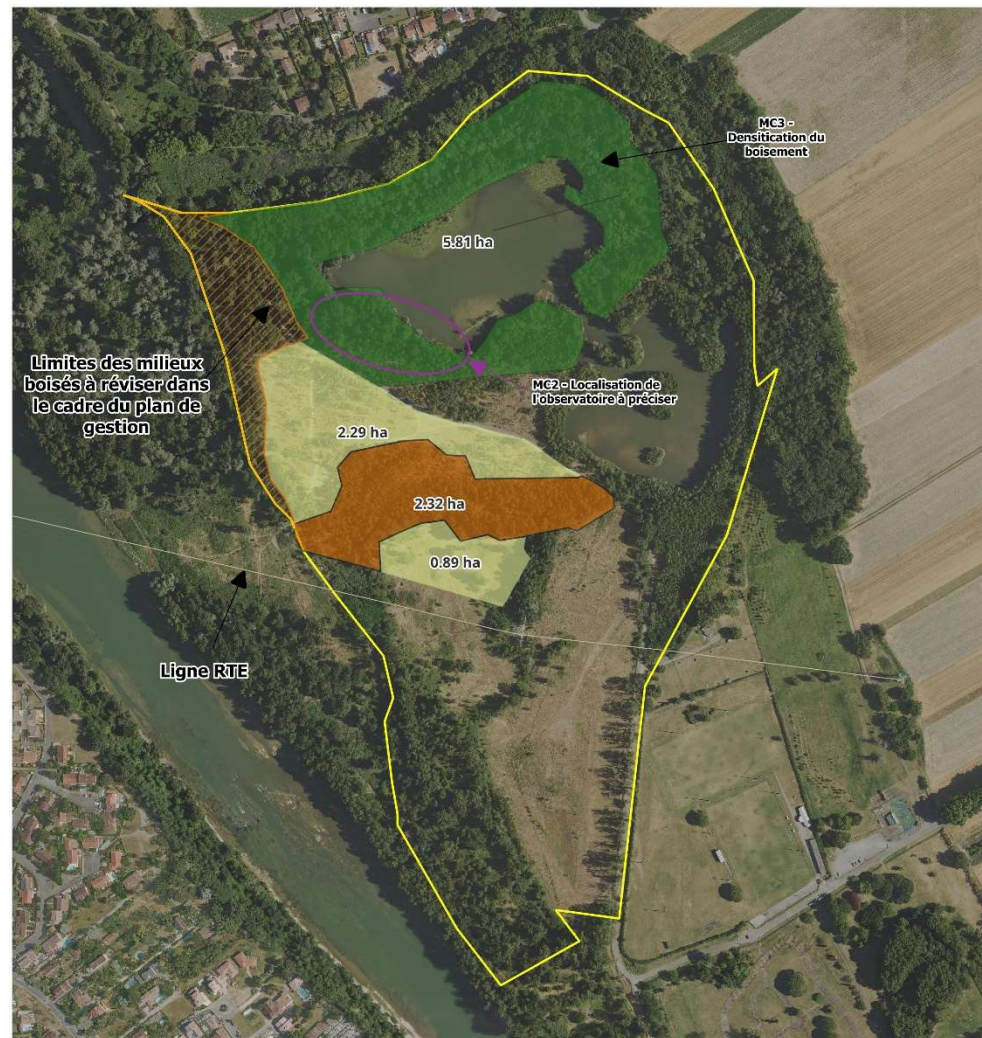 MC3 -
Densitication du
boisement
5.81 ha
Limites des milieux
boisés à réviser dans
le cadre du plan de
gestion
MC2 - Localisation de
l'observatoire à préciser
2.29 ha
2.32 ha
0.89 ha
Ligne RTE